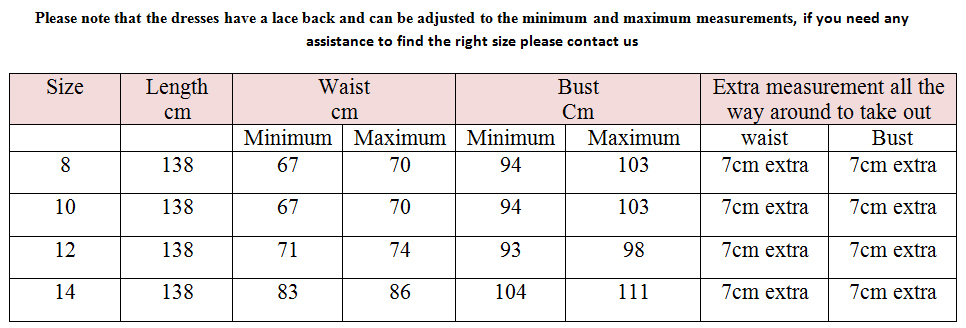 Please note that the dresses have a lace back and can be adjusted to the minimum and maximum measurements, if you need any
assistance to find the right size please contact us
Size Length cm Waist cm Bust Cm Extra measurement all the way around to take out
Minimum Maximum Minimum Maximum waist Bust
8 138 67 70 94 103 7cm extra 7cm extra
10 138 67 70 94 103 7cm extra 7cm extra
12 138 71 74 93 98 7cm extra 7cm extra
14 138 83 86 104 111 7cm extra 7cm extra